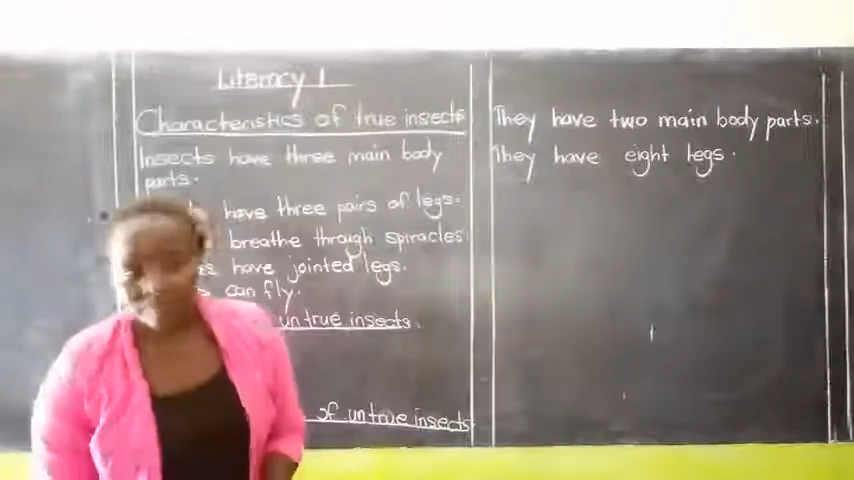 Literacy 1
Characteristics of true insects
Insects have three main body
parts.
have three pairs of legs.
breathe through spiracles
have jointed legs.
can fly.
untrue insects.
of untrue insects
They have two main body parts.
They have eight legs.